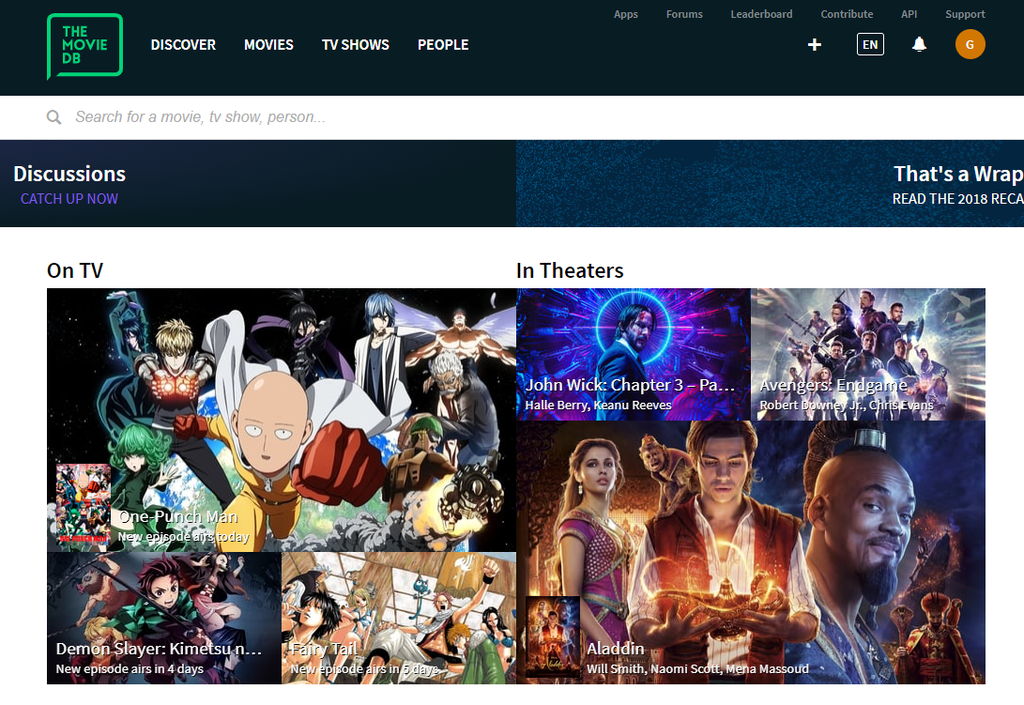 Apps Forums Leaderboard Contribute API Support
THE
MOVIE
DB
DISCOVER MOVIES TV SHOWS PEOPLE
EN
G
Search for a movie, tv show, person...
Discussions
CATCH UP NOW
That's a Wrap
READ THE 2018 RECA
On TV
In Theaters
John Wick: Chapter 3 – Pa...
Halle Berry, Keanu Reeves
Avengers: Endgame
Robert Downey Jr., Chris Evans
One-Punch Man
New episode airs today
Demon Slayer: Kimetsu n...
New episode airs in 4 days
Fairy Tail
New episode airs in 5 days
Aladdin
Will Smith, Naomi Scott, Mena Massoud